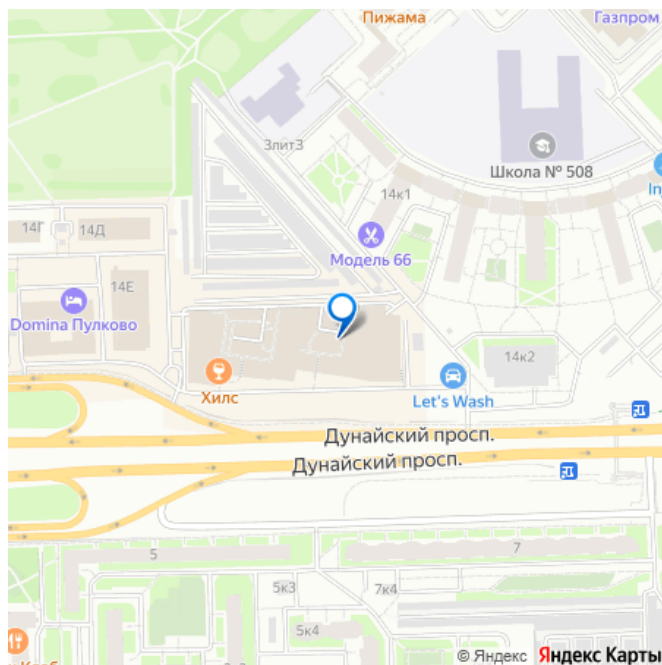 Пижама
Газпром
3литЗ
Школа № 508
14к1
14Г
14Д
Модель 66
14Е
Domina Пулково
14к2
Хилс
Let's Wash
Дунайский просп.
Дунайский просп.
5
7
5к3
7к4
5к4
© Яндекс Яндекс Карты